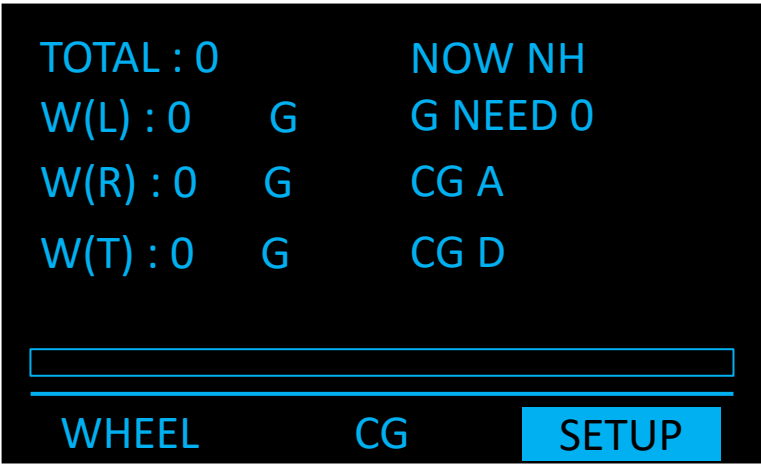 TOTAL : 0 NOW NH
W(L) : 0 G G NEED 0
W(R) : 0 G CG A
W(T) : 0 G CG D
WHEEL CG SETUP